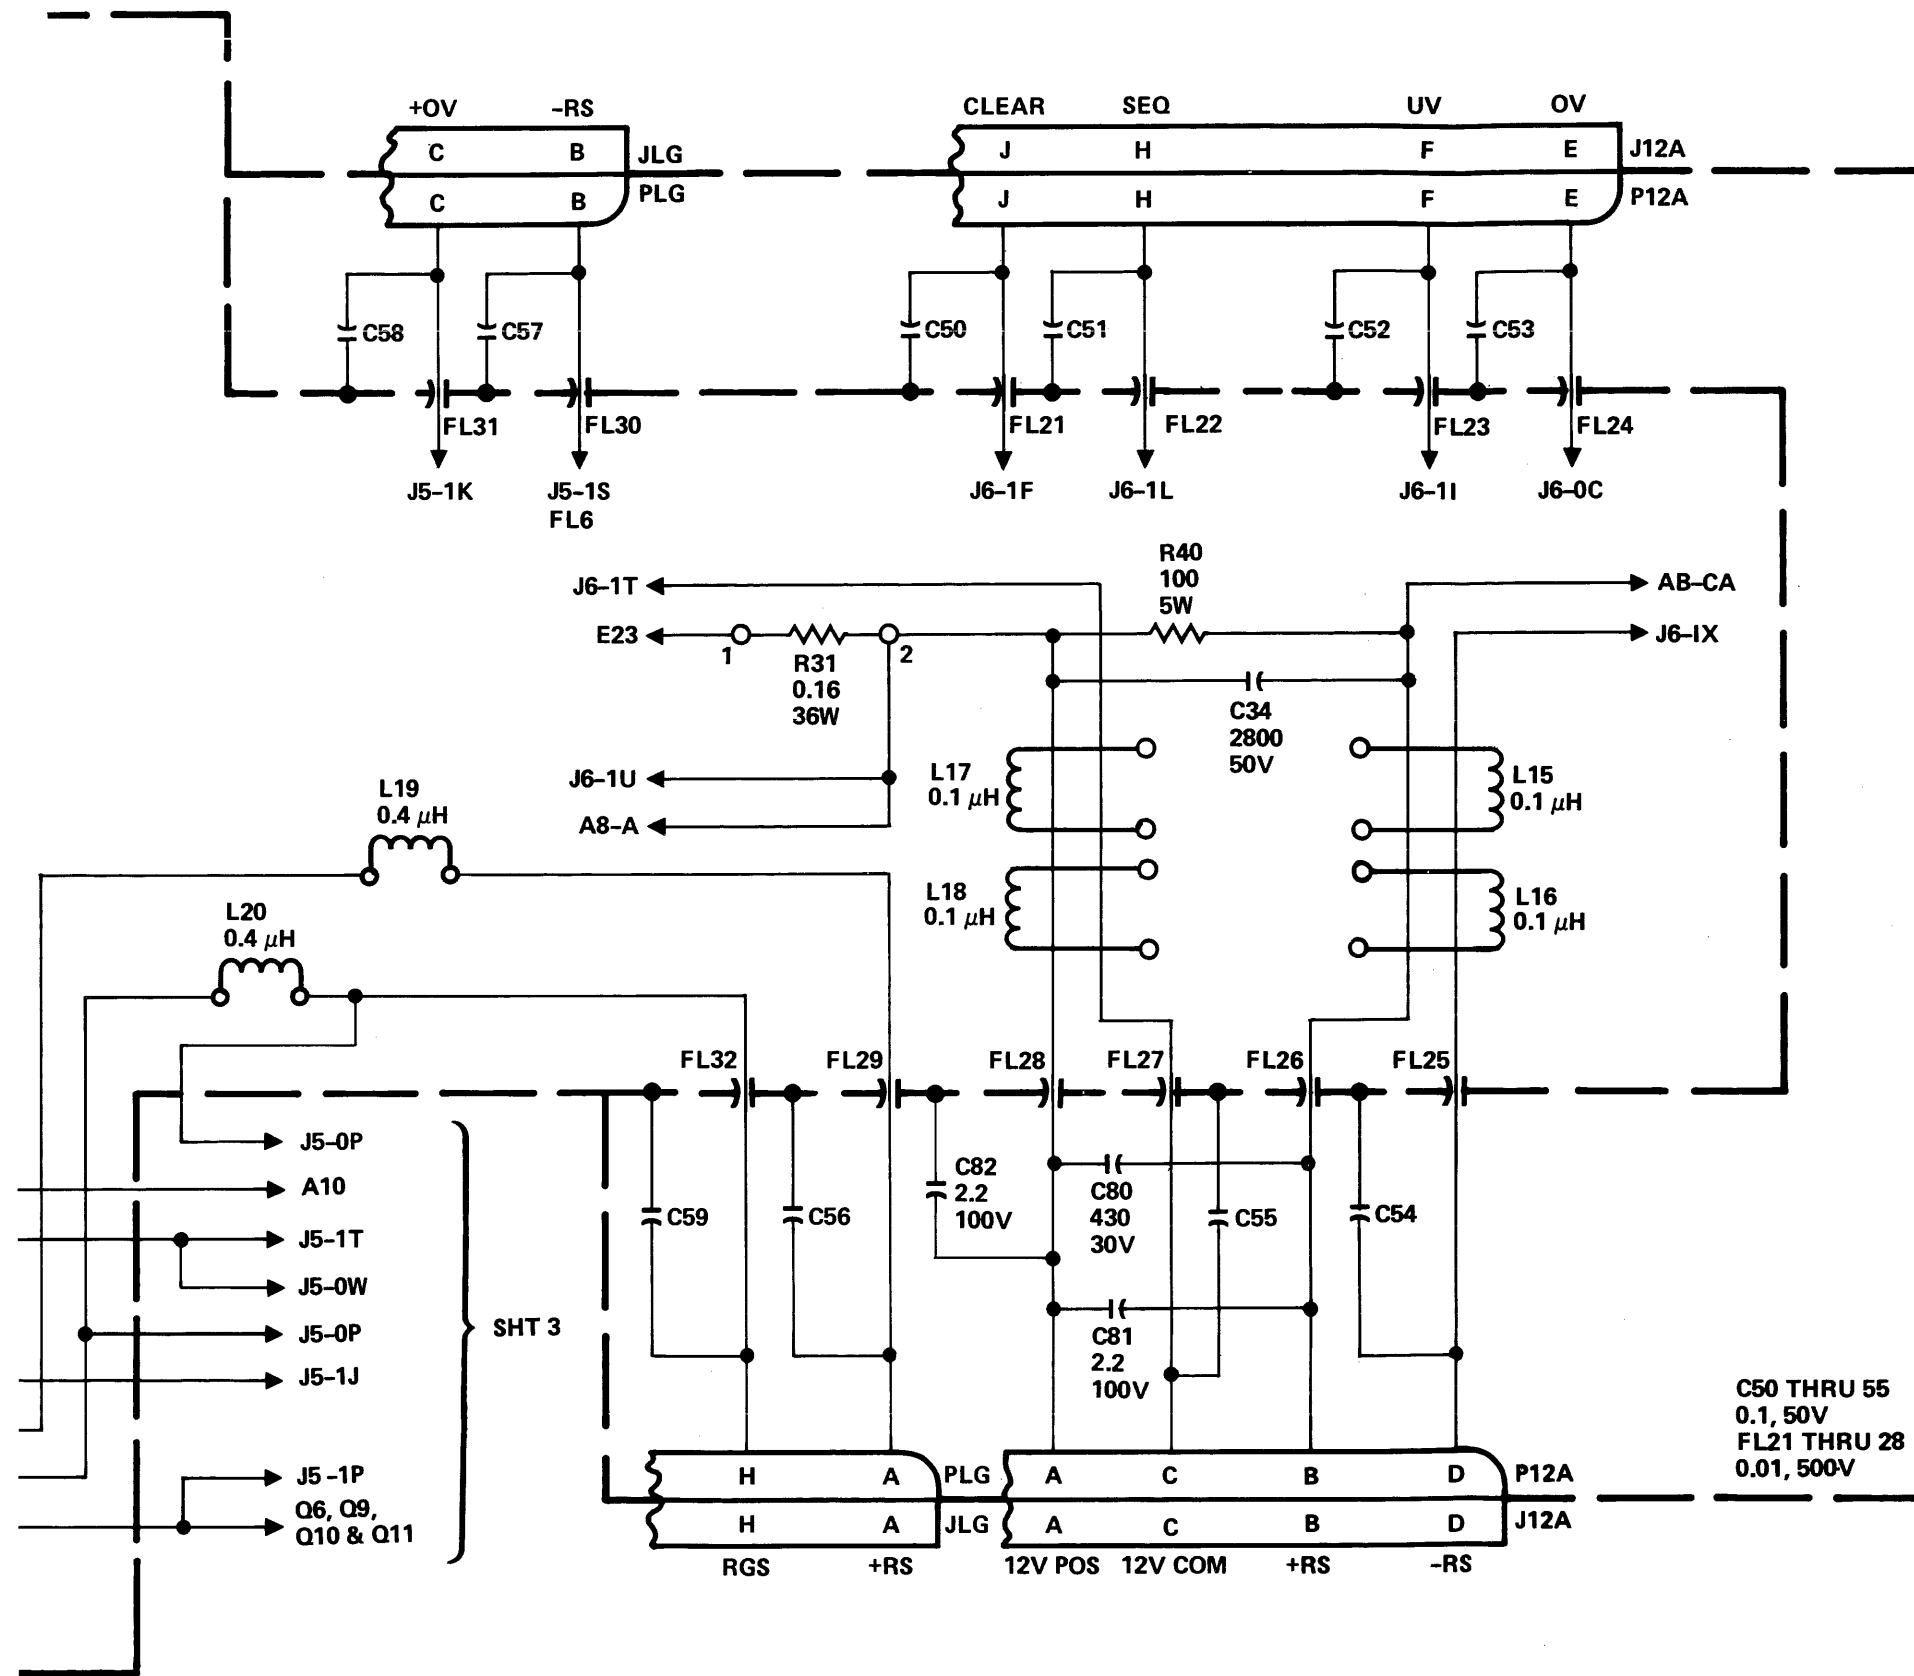 +OV
-RS
CLEAR
SEQ
UV
OV
C
B
JLG
J
H
F
E
J12A
C
B
PLG
J
H
F
E
P12A
C58
C57
C50
C51
C52
C53
FL31
FL30
FL21
FL22
FL23
FL24
J5-1K
J5-1S
FL6
J6-1F
J6-1L
J6-1I
J6-0C
R40
100
5W
J6-1T
AB-CA
E23
1
2
J6-IX
R31
0.16
36W
C34
2800
50V
J6-1U
A8-A
L17
0.1 μH
L15
0.1 μH
L19
0.4 μH
L18
0.1 μH
L16
0.1 μH
L20
0.4 μH
FL32
FL29
FL28
FL27
FL26
FL25
J5-0P
A10
J5-1T
J5-0W
J5-0P
J5-1J
J5-1P
Q6, Q9,
Q10 & Q11
SHT 3
C59
C56
C82
2.2
100V
C80
430
30V
C55
C54
C81
2.2
100V
C50 THRU 55
0.1, 50V
FL21 THRU 28
0.01, 500V
H
A
PLG
A
C
B
D
P12A
H
A
JLG
A
C
B
D
J12A
RGS
+RS
12V POS
12V COM
+RS
-RS